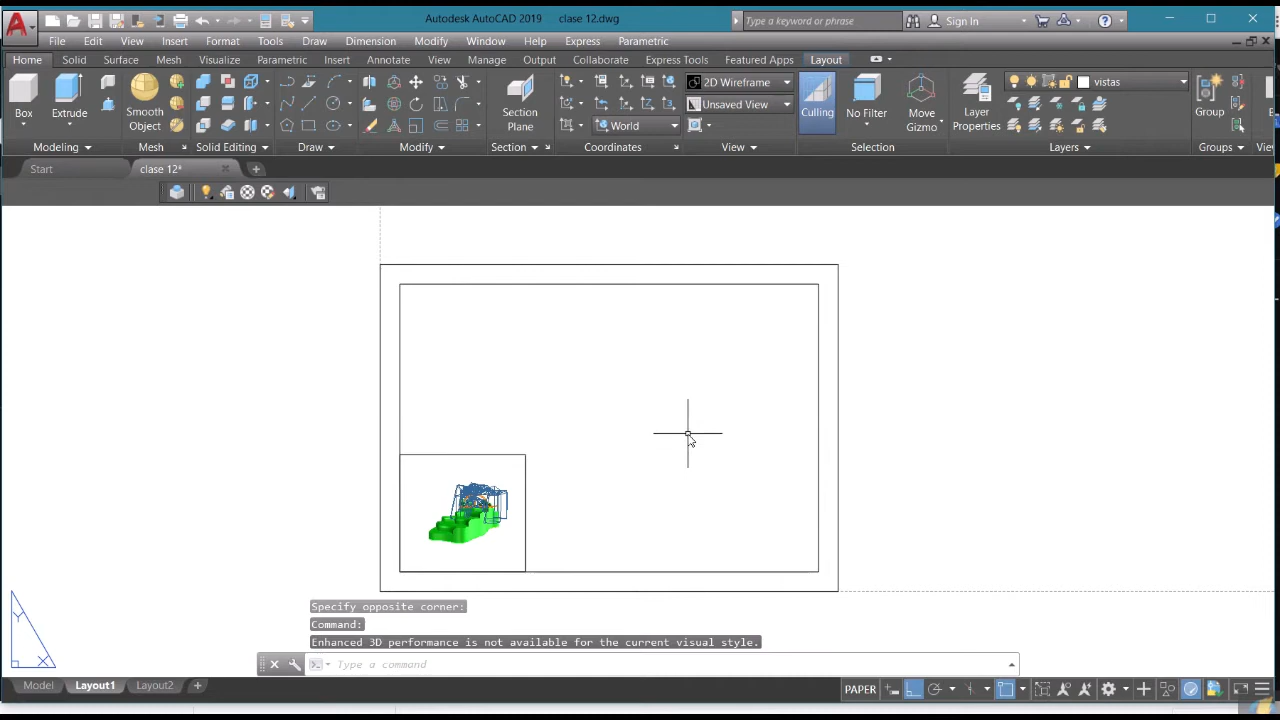 Autodesk AutoCAD 2019 clase 12.dwg
Type a keyword or phrase
Sign In
File Edit View Insert Format Tools Draw Dimension Modify Window Help Express Parametric
Home Solid Surface Mesh Visualize Parametric Insert Annotate View Manage Output Collaborate Express Tools Featured Apps Layout
2D Wireframe
vistas
Unsaved View
Box Extrude Smooth Object Section Plane
World
Culling No Filter Move Gizmo Layer Properties Group
Modeling Mesh Solid Editing Draw Modify Section Coordinates View Selection Layers Groups
Start clase 12*
Specify opposite corner:
Command:
Enhanced 3D performance is not available for the current visual style.
Type a command
Y
X
Model Layout1 Layout2 +
PAPER